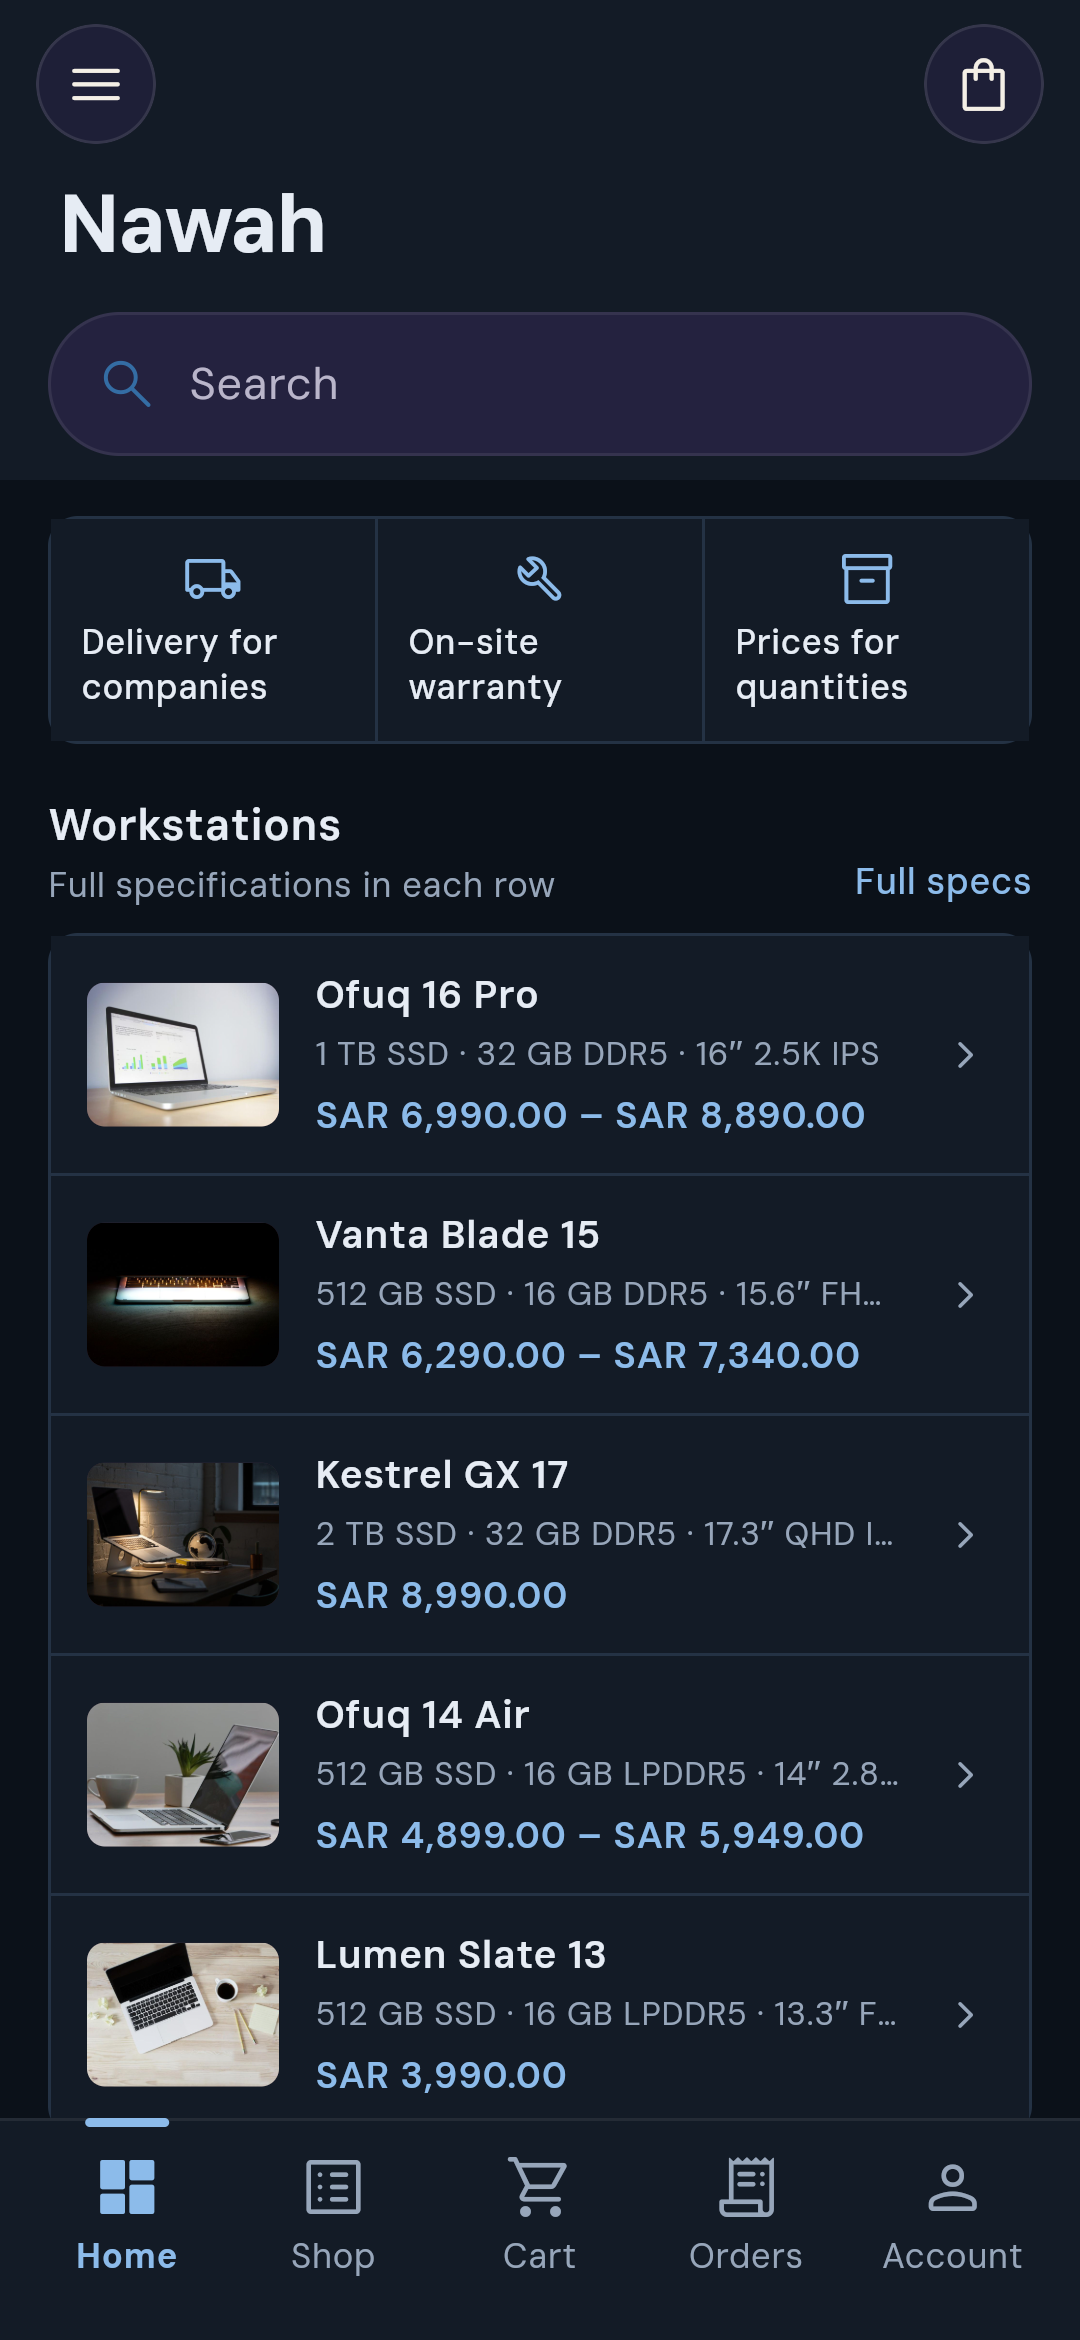 Nawah
Search
Delivery for
companies
On-site
warranty
Prices for
quantities
Workstations
Full specifications in each row
Full specs
Ofuq 16 Pro
1 TB SSD · 32 GB DDR5 · 16″ 2.5K IPS
SAR 6,990.00 – SAR 8,890.00
Vanta Blade 15
512 GB SSD · 16 GB DDR5 · 15.6″ FH…
SAR 6,290.00 – SAR 7,340.00
Kestrel GX 17
2 TB SSD · 32 GB DDR5 · 17.3″ QHD I…
SAR 8,990.00
Ofuq 14 Air
512 GB SSD · 16 GB LPDDR5 · 14″ 2.8…
SAR 4,899.00 – SAR 5,949.00
Lumen Slate 13
512 GB SSD · 16 GB LPDDR5 · 13.3″ F…
SAR 3,990.00
Home
Shop
Cart
Orders
Account